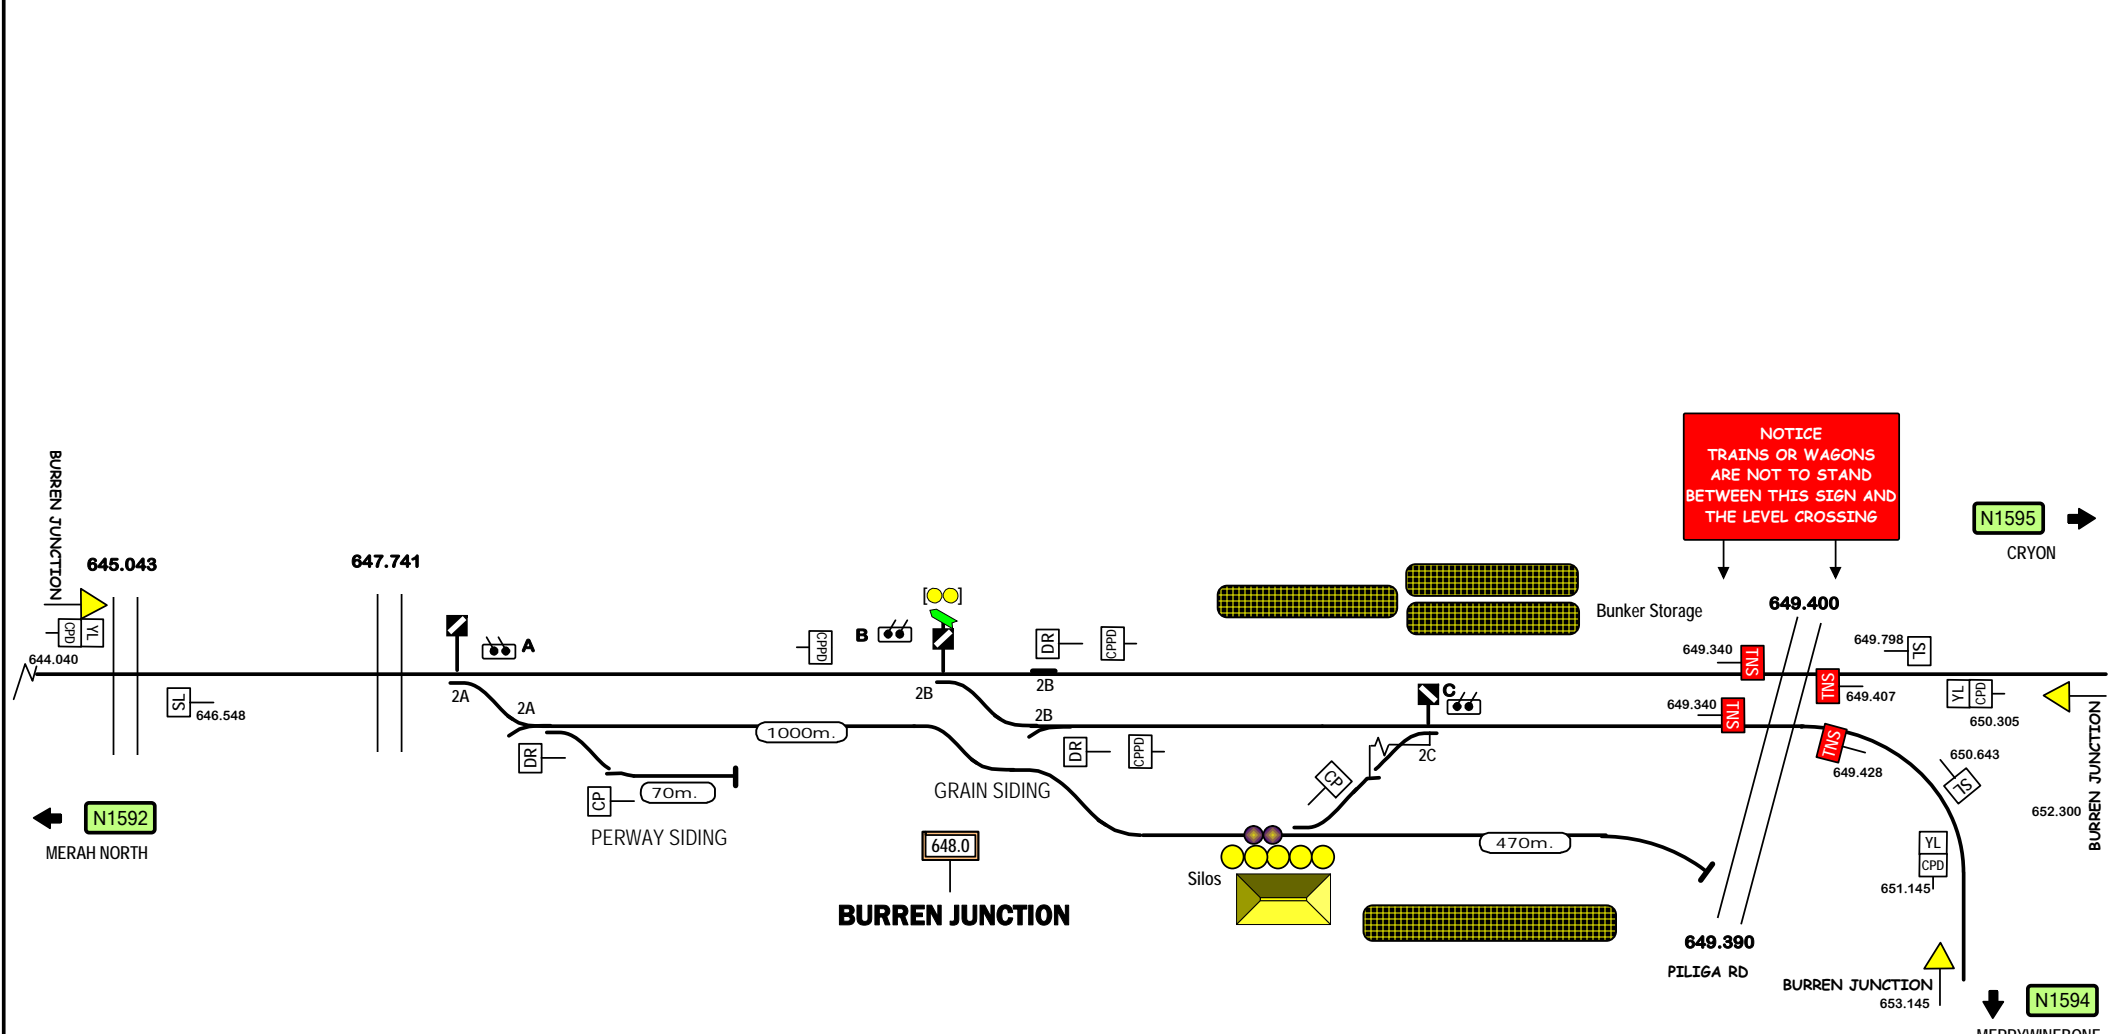 NOTICE
TRAINS OR WAGONS
ARE NOT TO STAND
BETWEEN THIS SIGN AND
THE LEVEL CROSSING
N1595
CRYON
BURREN JUNCTION
645.043
647.741
649.400
Bunker Storage
CPD
YL
644.040
A
CPPD
B
DR
CPPD
649.340
TNS
649.798
SL
SL
646.548
2A
2A
2B
2B
2B
C
TNS
649.407
649.340
TNS
YL
CPD
650.305
BURREN JUNCTION
1000m.
DR
DR
CPPD
2C
TNS
649.428
650.643
SL
CP
70m.
CP
GRAIN SIDING
652.300
N1592
MERAH NORTH
PERWAY SIDING
648.0
470m.
YL
CPD
651.145
Silos
BURREN JUNCTION
649.390
PILIGA RD
BURREN JUNCTION
653.145
N1594
MERRYWINEBONE